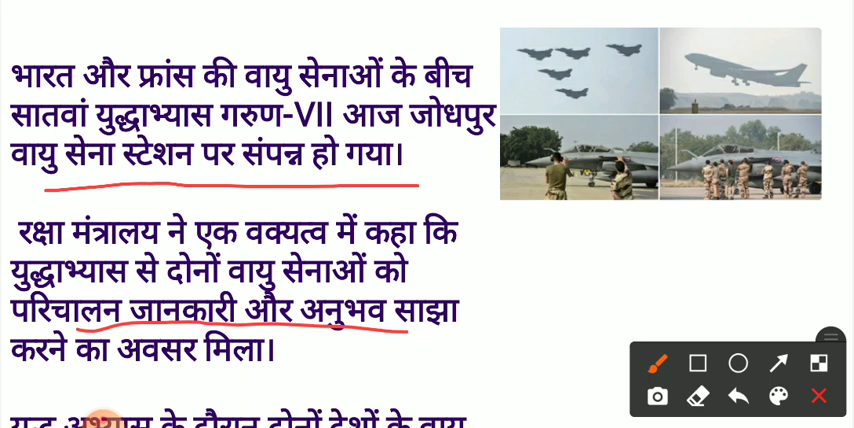 भारत और फ्रांस की वायु सेनाओं के बीच
सातवां युद्धाभ्यास गरुण-VII आज जोधपुर
वायु सेना स्टेशन पर संपन्न हो गया।
रक्षा मंत्रालय ने एक वक्यत्व में कहा कि
युद्धाभ्यास से दोनों वायु सेनाओं को
परिचालन जानकारी और अनुभव साझा
करने का अवसर मिला।
के दौरान दोनों देशों के वायु